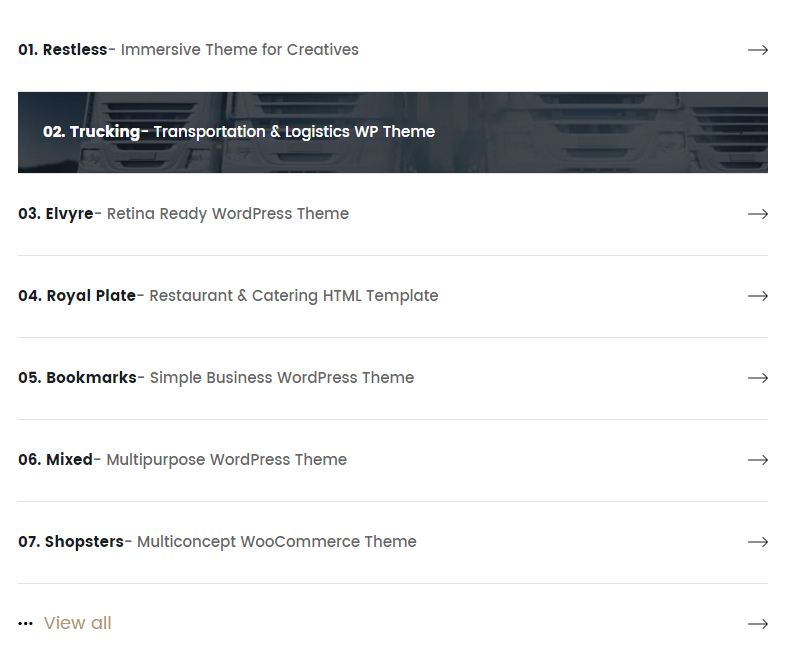 01. Restless- Immersive Theme for Creatives
02. Trucking- Transportation & Logistics WP Theme
03. Elvyre- Retina Ready WordPress Theme
04. Royal Plate- Restaurant & Catering HTML Template
05. Bookmarks- Simple Business WordPress Theme
06. Mixed- Multipurpose WordPress Theme
07. Shopsters- Multiconcept WooCommerce Theme
... View all